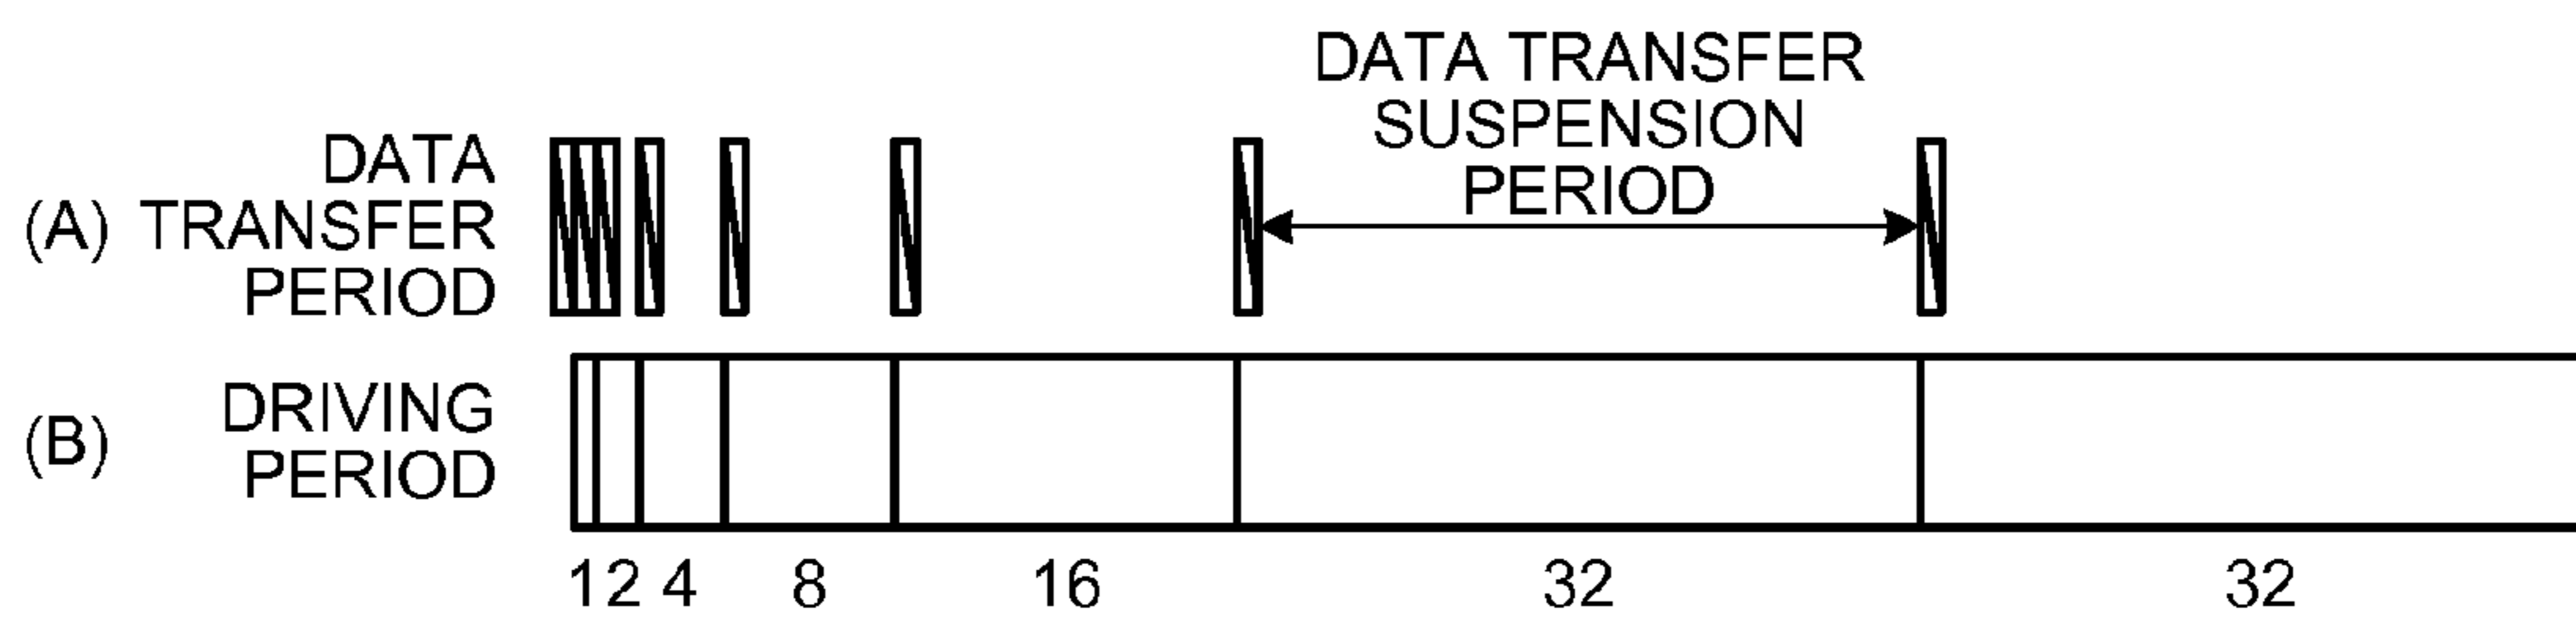 DATA TRANSFER
SUSPENSION
PERIOD
DATA
(A) TRANSFER
PERIOD
DRIVING
(B)
PERIOD
1 2 4 8 16 32 32